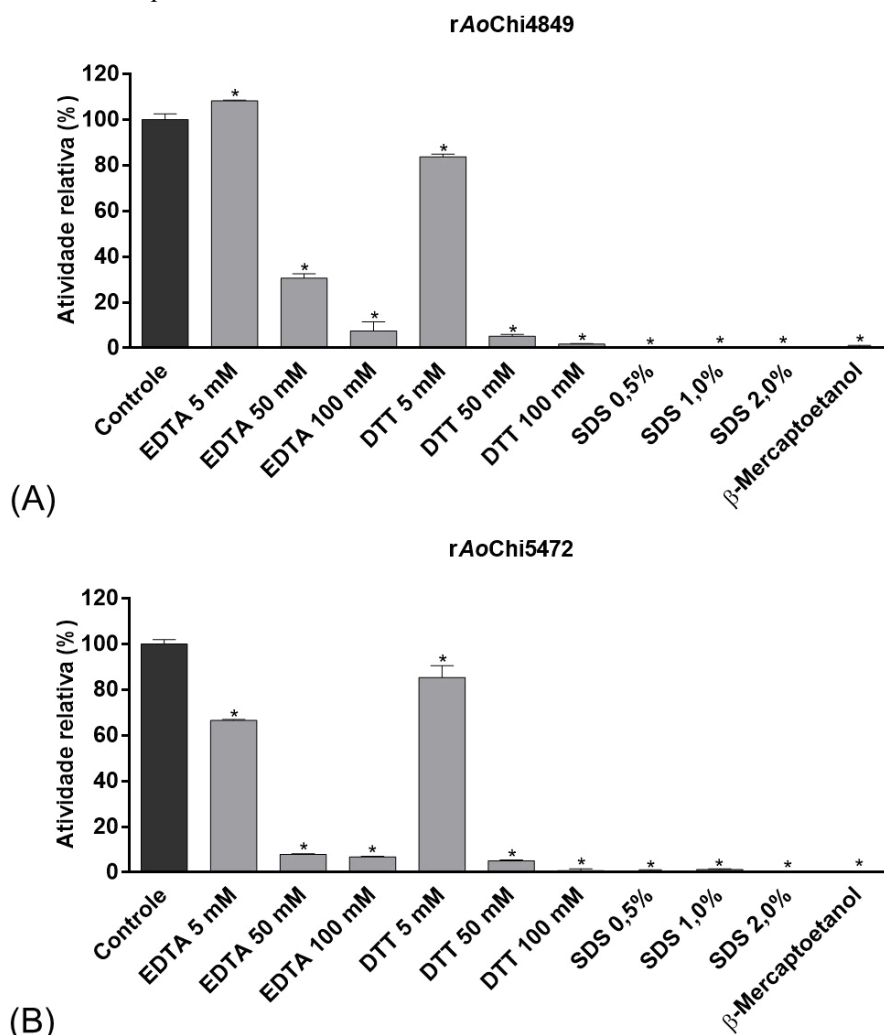 rAoChi4849
Atividade relativa (%)
120
100
80
60
40
20
0
*
*
*
*
*
*
*
*
*
*
Controle
EDTA 5 mM
EDTA 50 mM
EDTA 100 mM
DTT 5 mM
DTT 50 mM
DTT 100 mM
SDS 0,5%
SDS 1,0%
SDS 2,0%
β-Mercaptoetanol
(A)
rAoChi5472
Atividade relativa (%)
120
100
80
60
40
20
0
*
*
*
*
*
*
*
*
*
*
Controle
EDTA 5 mM
EDTA 50 mM
EDTA 100 mM
DTT 5 mM
DTT 50 mM
DTT 100 mM
SDS 0,5%
SDS 1,0%
SDS 2,0%
β-Mercaptoetanol
(B)